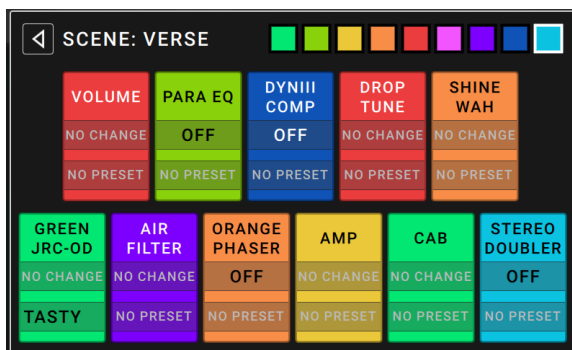 SCENE: VERSE
VOLUME
PARA EQ
DYNIII
COMP
DROP
TUNE
SHINE
WAH
NO CHANGE
OFF
OFF
NO CHANGE
NO CHANGE
NO PRESET
NO PRESET
NO PRESET
NO PRESET
NO PRESET
GREEN
JRC-OD
AIR
FILTER
ORANGE
PHASER
AMP
CAB
STEREO
DOUBLER
NO CHANGE
NO CHANGE
OFF
NO CHANGE
NO CHANGE
OFF
TASTY
NO PRESET
NO PRESET
NO PRESET
NO PRESET
NO PRESET